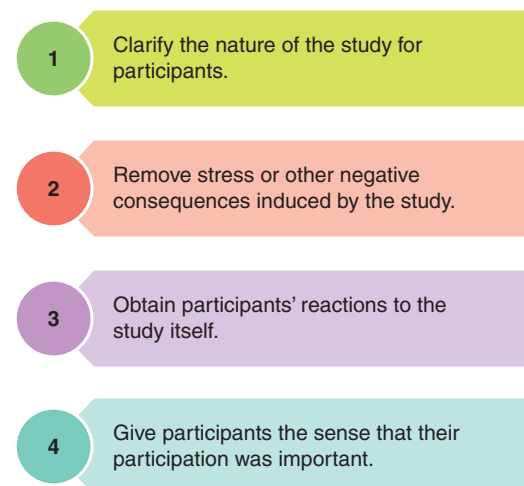 1
Clarify the nature of the study for
participants.
2
Remove stress or other negative
consequences induced by the study.
3
Obtain participants’ reactions to the
study itself.
4
Give participants the sense that their
participation was important.